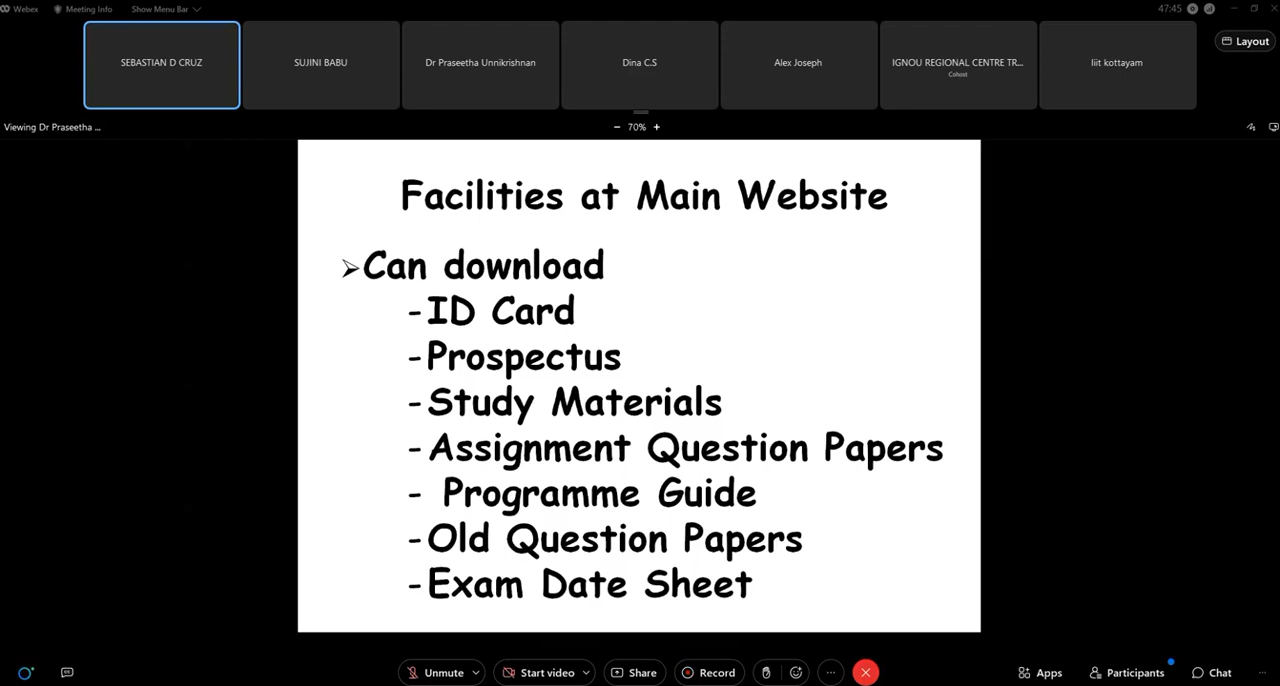 Webex Meeting Info Show Menu Bar 47:45
Layout
SEBASTIAN D CRUZ
SUJINI BABU
Dr Praseetha Unnikrishnan
Dina C.S
Alex Joseph
IGNOU REGIONAL CENTRE TR...
Cohost
liit kottayam
Viewing Dr Praseetha ...
− 70% +
Facilities at Main Website
➢Can download
-ID Card
-Prospectus
-Study Materials
-Assignment Question Papers
- Programme Guide
-Old Question Papers
-Exam Date Sheet
Unmute Start video Share Record ... Apps Participants Chat ...